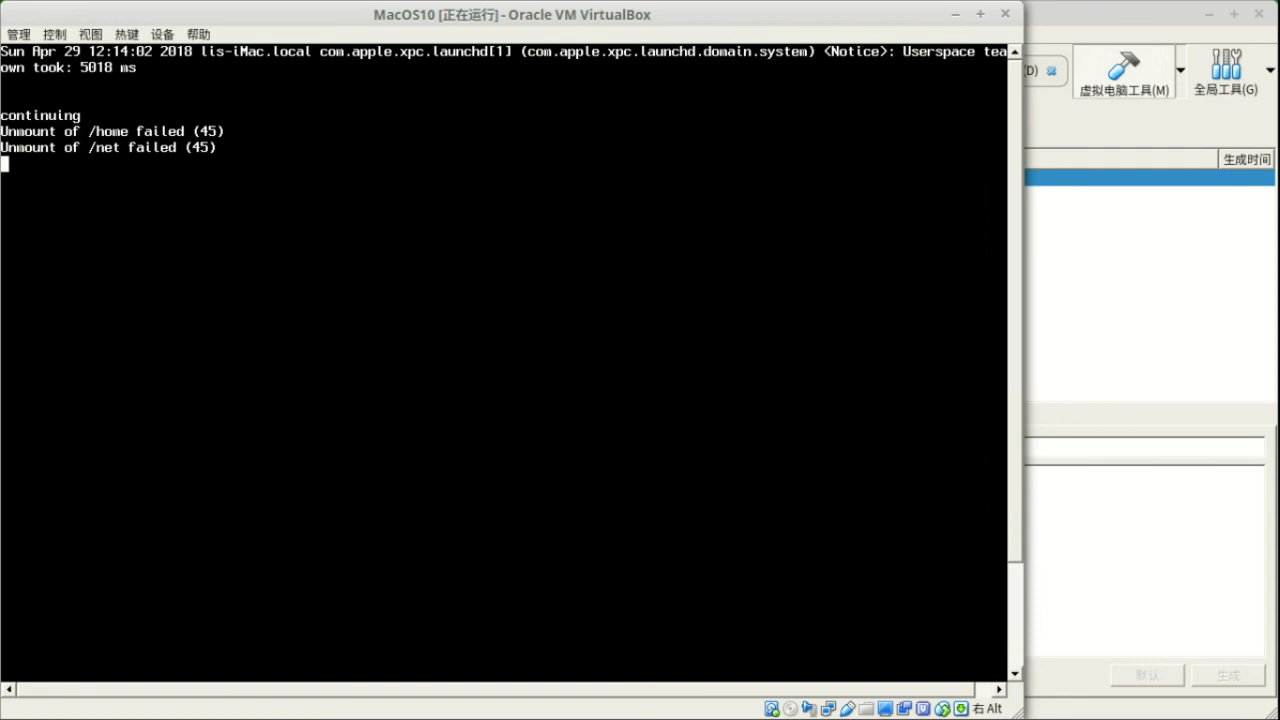 MacOS10 [正在运行] - Oracle VM VirtualBox
管理 控制 视图 热键 设备 帮助
Sun Apr 29 12:14:02 2018 lis-iMac.local com.apple.xpc.launchd[1] (com.apple.xpc.launchd.domain.system) <Notice>: Userspace tea
own took: 5018 ms
continuing
Unmount of /home failed (45)
Unmount of /net failed (45)
(D)
虚拟电脑工具(M)
全局工具(G)
生成时间
默认
生成
右 Alt